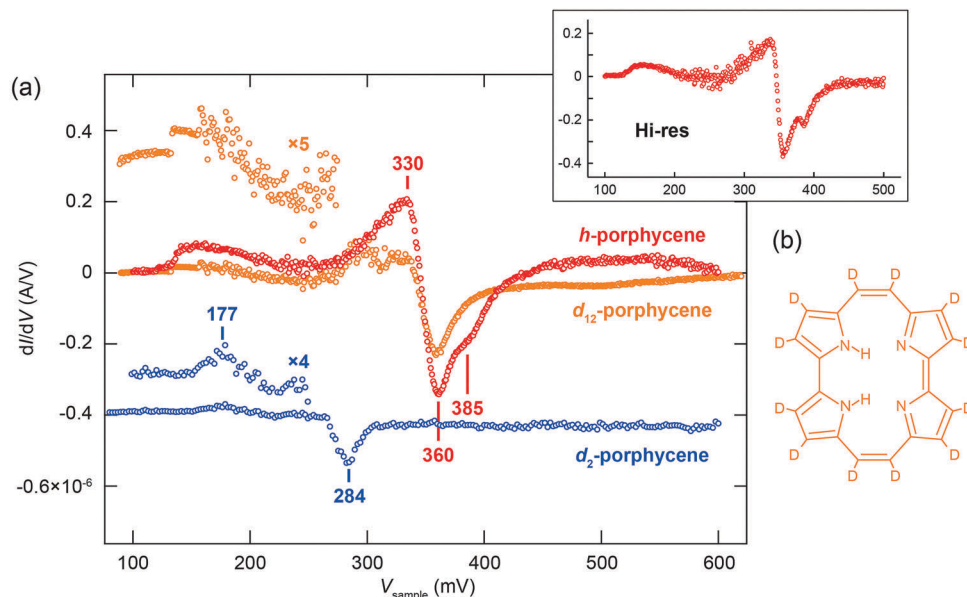 (a)
dI/dV (A/V)
0.4
0.2
0
-0.2
-0.4
-0.6×10-6
100
200
300
400
500
600
Vsample (mV)
×5
330
h-porphycene
d12-porphycene
177
×4
385
360
d2-porphycene
284
0.2
0
-0.2
-0.4
Hi-res
100
200
300
400
500
(b)
D D
D D
D N H N D
D N H N D
D D
D D